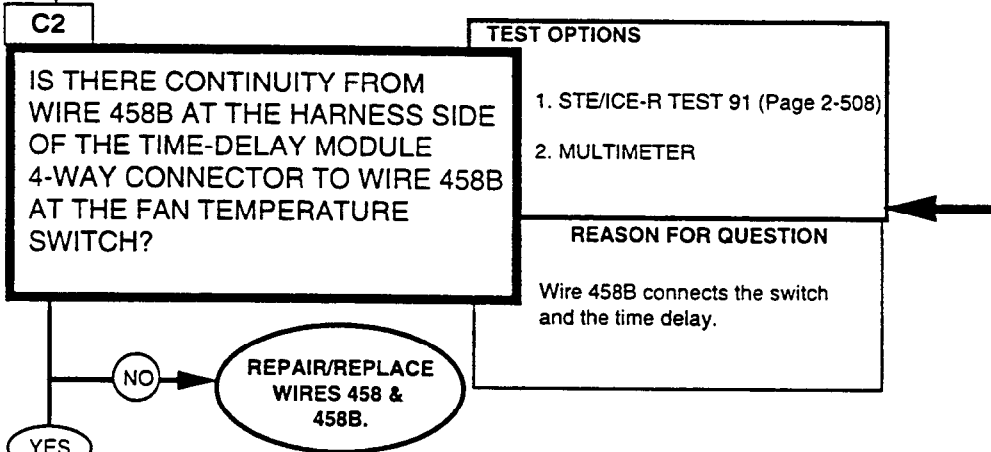 C2
IS THERE CONTINUITY FROM
WIRE 458B AT THE HARNESS SIDE
OF THE TIME-DELAY MODULE
4-WAY CONNECTOR TO WIRE 458B
AT THE FAN TEMPERATURE
SWITCH?
TEST OPTIONS
1. STE/ICE-R TEST 91 (Page 2-508)
2. MULTIMETER
REASON FOR QUESTION
Wire 458B connects the switch
and the time delay.
NO
REPAIR/REPLACE
WIRES 458 &
458B.
YES